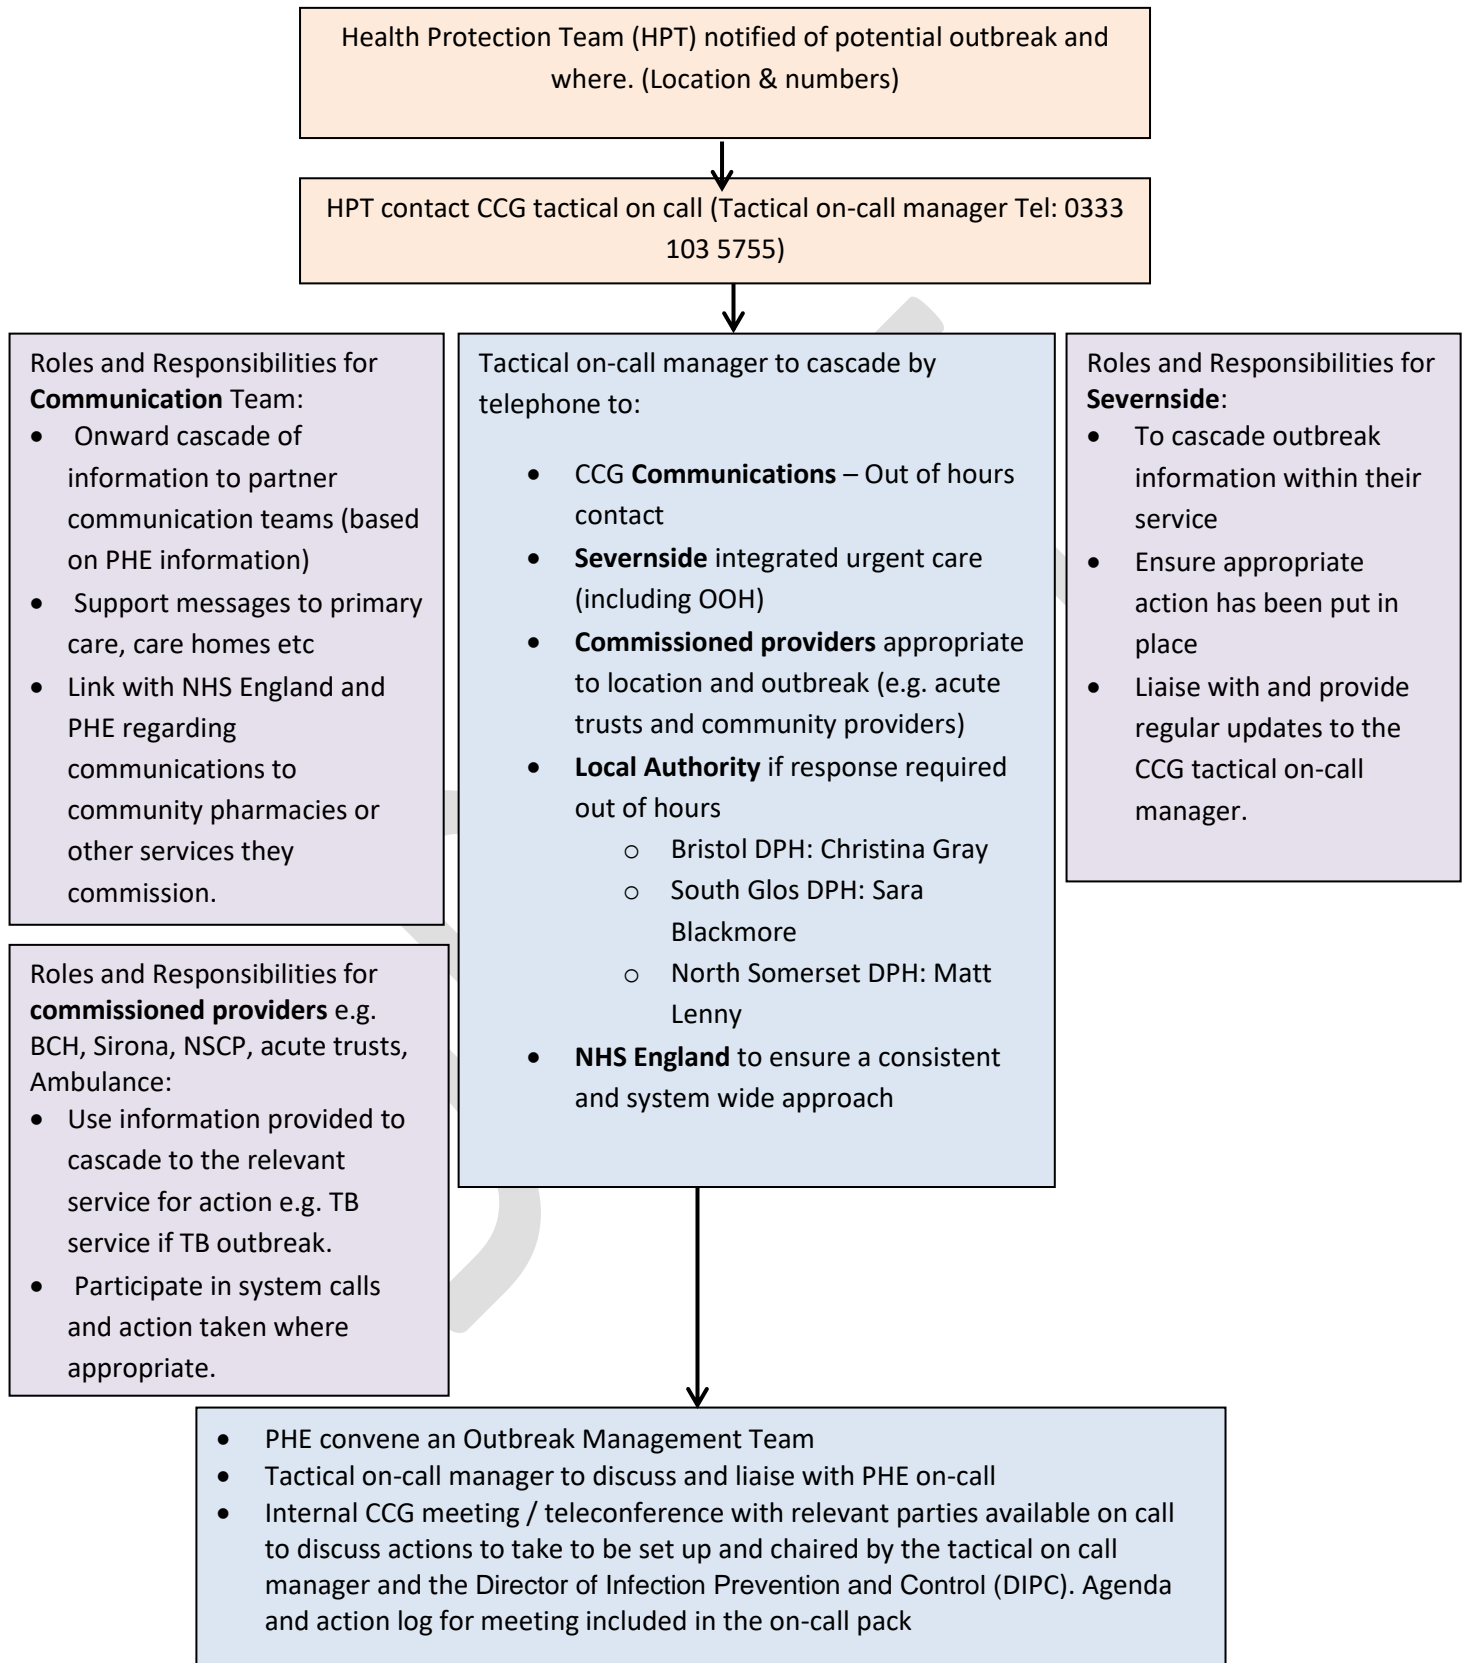 Health Protection Team (HPT) notified of potential outbreak and
where. (Location & numbers)
HPT contact CCG tactical on call (Tactical on-call manager Tel: 0333
103 5755)
Roles and Responsibilities for
Communication Team:
• Onward cascade of
information to partner
communication teams (based
on PHE information)
• Support messages to primary
care, care homes etc
• Link with NHS England and
PHE regarding
communications to
community pharmacies or
other services they
commission.
Tactical on-call manager to cascade by
telephone to:
• CCG Communications – Out of hours
contact
• Severnside integrated urgent care
(including OOH)
• Commissioned providers appropriate
to location and outbreak (e.g. acute
trusts and community providers)
• Local Authority if response required
out of hours
o Bristol DPH: Christina Gray
o South Glos DPH: Sara
Blackmore
o North Somerset DPH: Matt
Lenny
• NHS England to ensure a consistent
and system wide approach
Roles and Responsibilities for
Severnside:
• To cascade outbreak
information within their
service
• Ensure appropriate
action has been put in
place
• Liaise with and provide
regular updates to the
CCG tactical on-call
manager.
Roles and Responsibilities for
commissioned providers e.g.
BCH, Sirona, NSCP, acute trusts,
Ambulance:
• Use information provided to
cascade to the relevant
service for action e.g. TB
service if TB outbreak.
• Participate in system calls
and action taken where
appropriate.
• PHE convene an Outbreak Management Team
• Tactical on-call manager to discuss and liaise with PHE on-call
• Internal CCG meeting / teleconference with relevant parties available on call
to discuss actions to take to be set up and chaired by the tactical on call
manager and the Director of Infection Prevention and Control (DIPC). Agenda
and action log for meeting included in the on-call pack